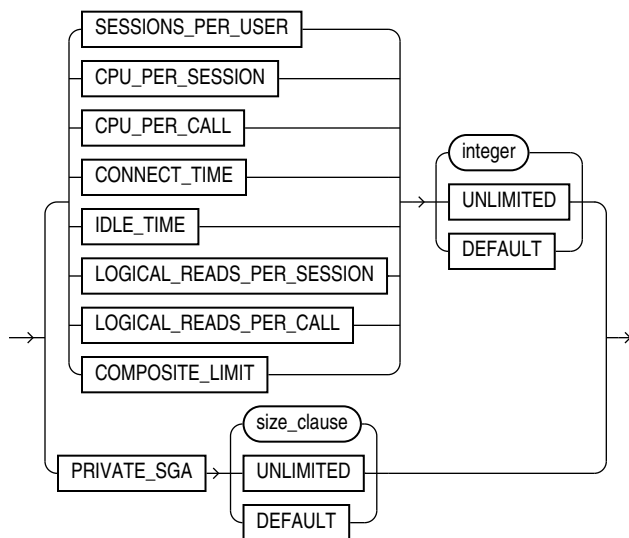 SESSIONS_PER_USER
CPU_PER_SESSION
CPU_PER_CALL
CONNECT_TIME
IDLE_TIME
LOGICAL_READS_PER_SESSION
LOGICAL_READS_PER_CALL
COMPOSITE_LIMIT
integer
UNLIMITED
DEFAULT
PRIVATE_SGA
size_clause
UNLIMITED
DEFAULT